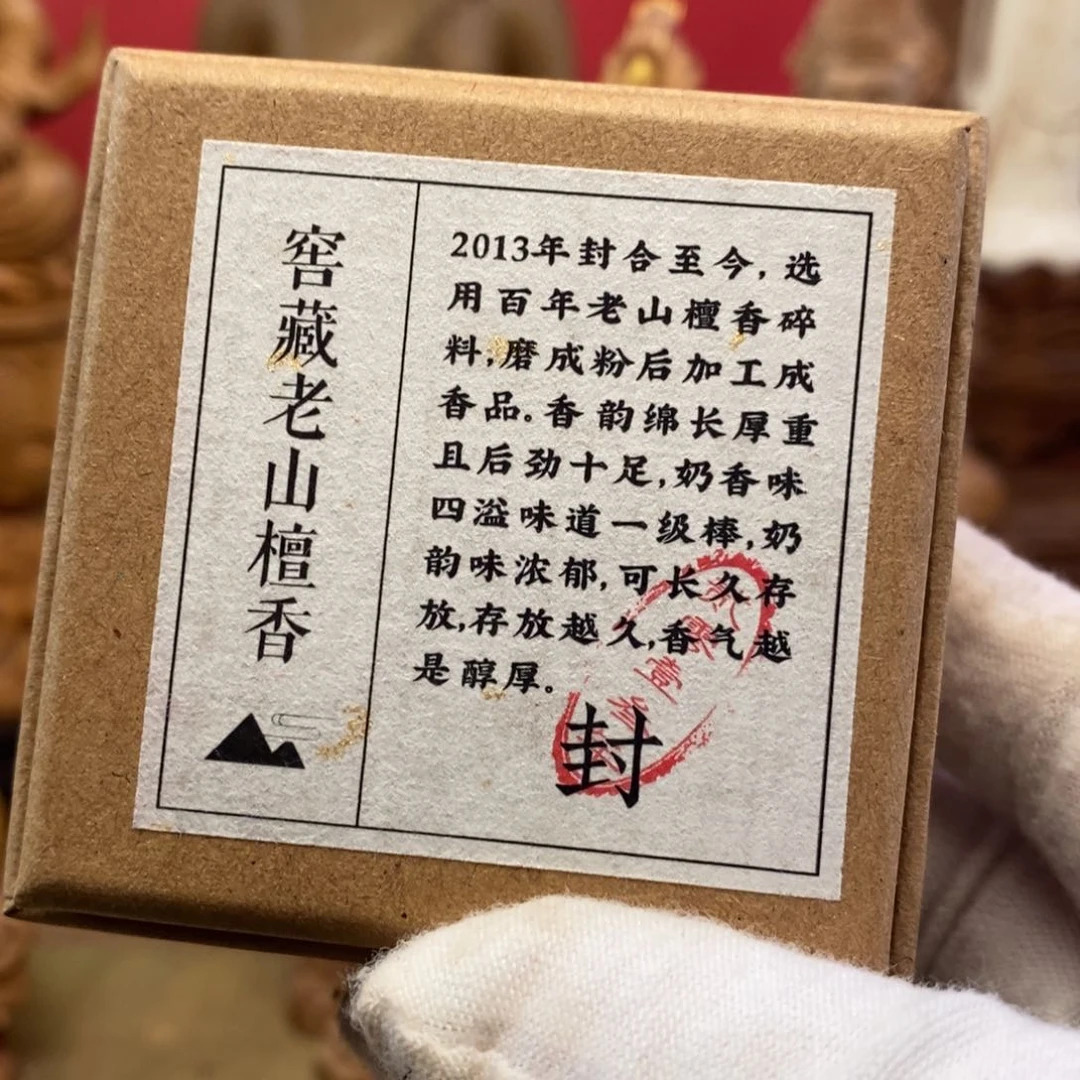 窖藏老山檀香
2013年封合至今，选
用百年老山檀香碎
料，磨成粉后加工成
香品。香韵绵长厚重
且后劲十足，奶香味
四溢味道一级棒，奶
韵味浓郁，可长久存
放，存放越久，香气越
是醇厚。
封